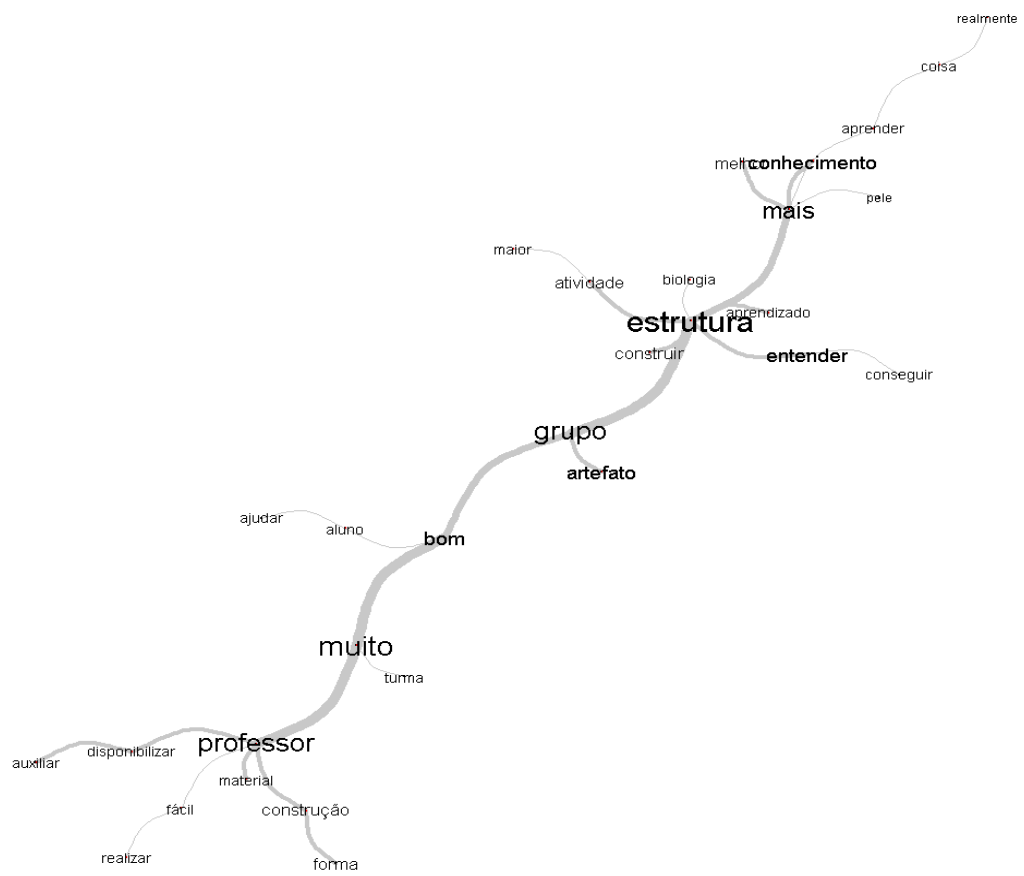 realmente
coisa
aprender
melhor
conhecimento
pele
mais
maior
atividade
biologia
aprendizado
estrutura
construir
entender
conseguir
grupo
artefato
ajudar
aluno
bom
muito
turma
professor
disponibilizar
auxiliar
material
fácil
construção
realizar
forma